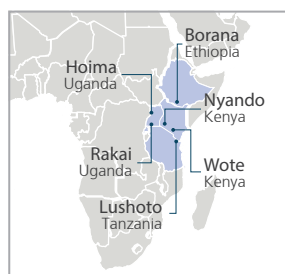 Borana
Ethiopia
Hoima
Uganda
Nyando
Kenya
Rakai
Uganda
Wote
Kenya
Lushoto
Tanzania